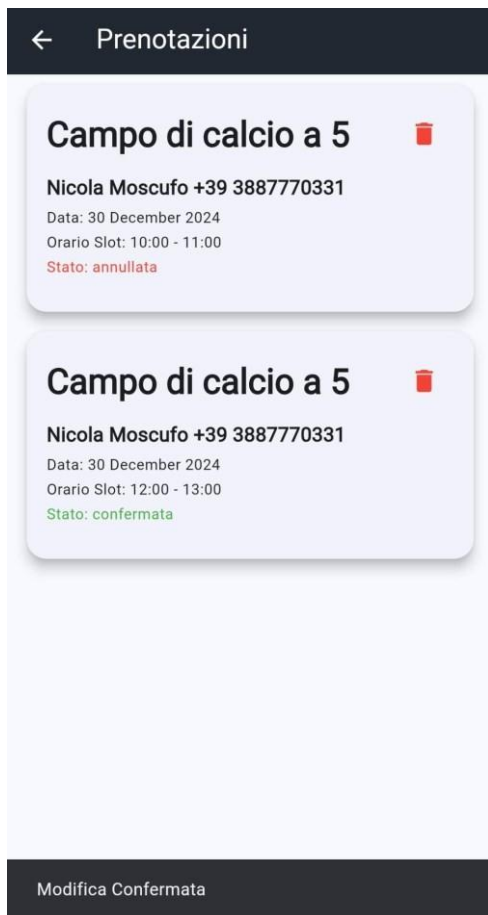 Prenotazioni
Campo di calcio a 5
Nicola Moscufo +39 3887770331
Data: 30 December 2024
Orario Slot: 10:00 - 11:00
Stato: annullata
Campo di calcio a 5
Nicola Moscufo +39 3887770331
Data: 30 December 2024
Orario Slot: 12:00 - 13:00
Stato: confermata
Modifica Confermata